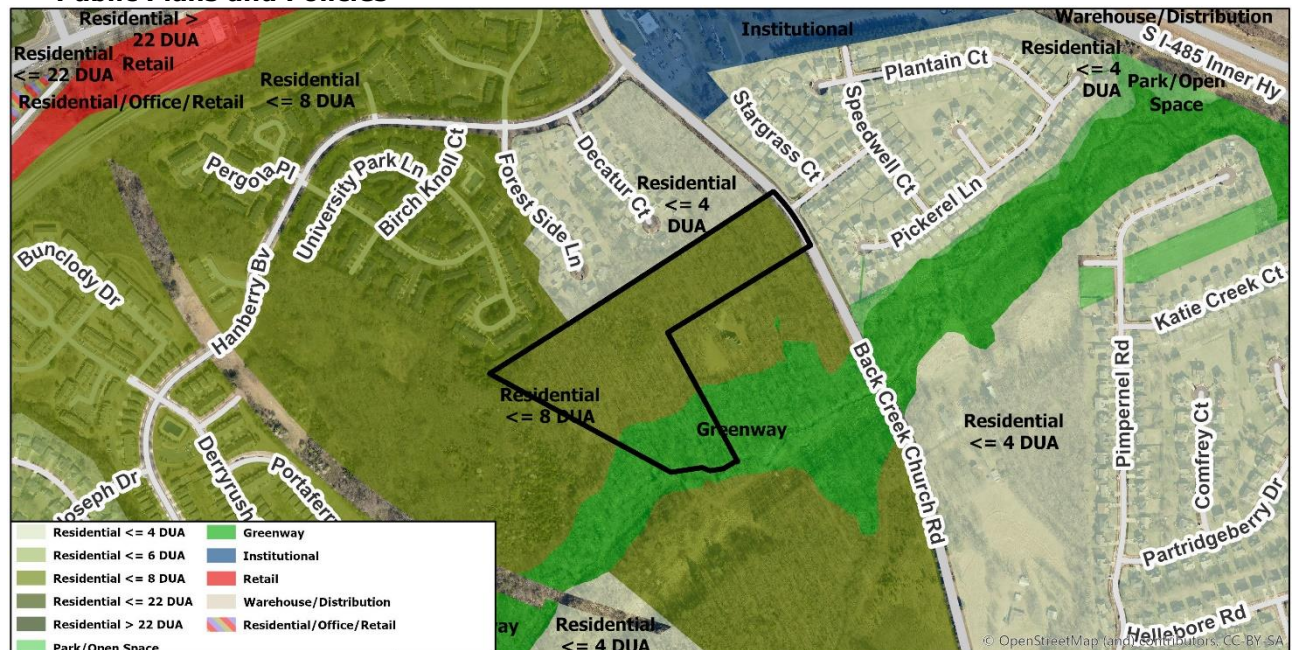 Public Plans and Policies
Residential >
22 DUA
Residential
<= 22 DUA
Retail
Residential/Office/Retail
Residential
<= 8 DUA
Institutional
Warehouse/Distribution
S I-485 Inner Hy
Residential
<= 4
DUA
Park/Open
Space
Plantain Ct
Speedwell Ct
Stargrass Ct
Pickerel Ln
Decatur Ct
Forest Side Ln
Residential
<= 4
DUA
Pergola Pl
University Park Ln
Birch Knoll Ct
Hanberry Bv
Bunclody Dr
Derryrush
Portaferr
Joseph Dr
Residential
<= 8 DUA
Greenway
Back Creek Church Rd
Residential
<= 4 DUA
Pimpernel Rd
Katie Creek Ct
Comfrey Ct
Partridgeberry Dr
Hellebore Rd
way
Residential
<= 4 DUA
Residential <= 4 DUA
Residential <= 6 DUA
Residential <= 8 DUA
Residential <= 22 DUA
Residential > 22 DUA
Park/Open Space
Greenway
Institutional
Retail
Warehouse/Distribution
Residential/Office/Retail
© OpenStreetMap (and) contributors, CC-BY-SA